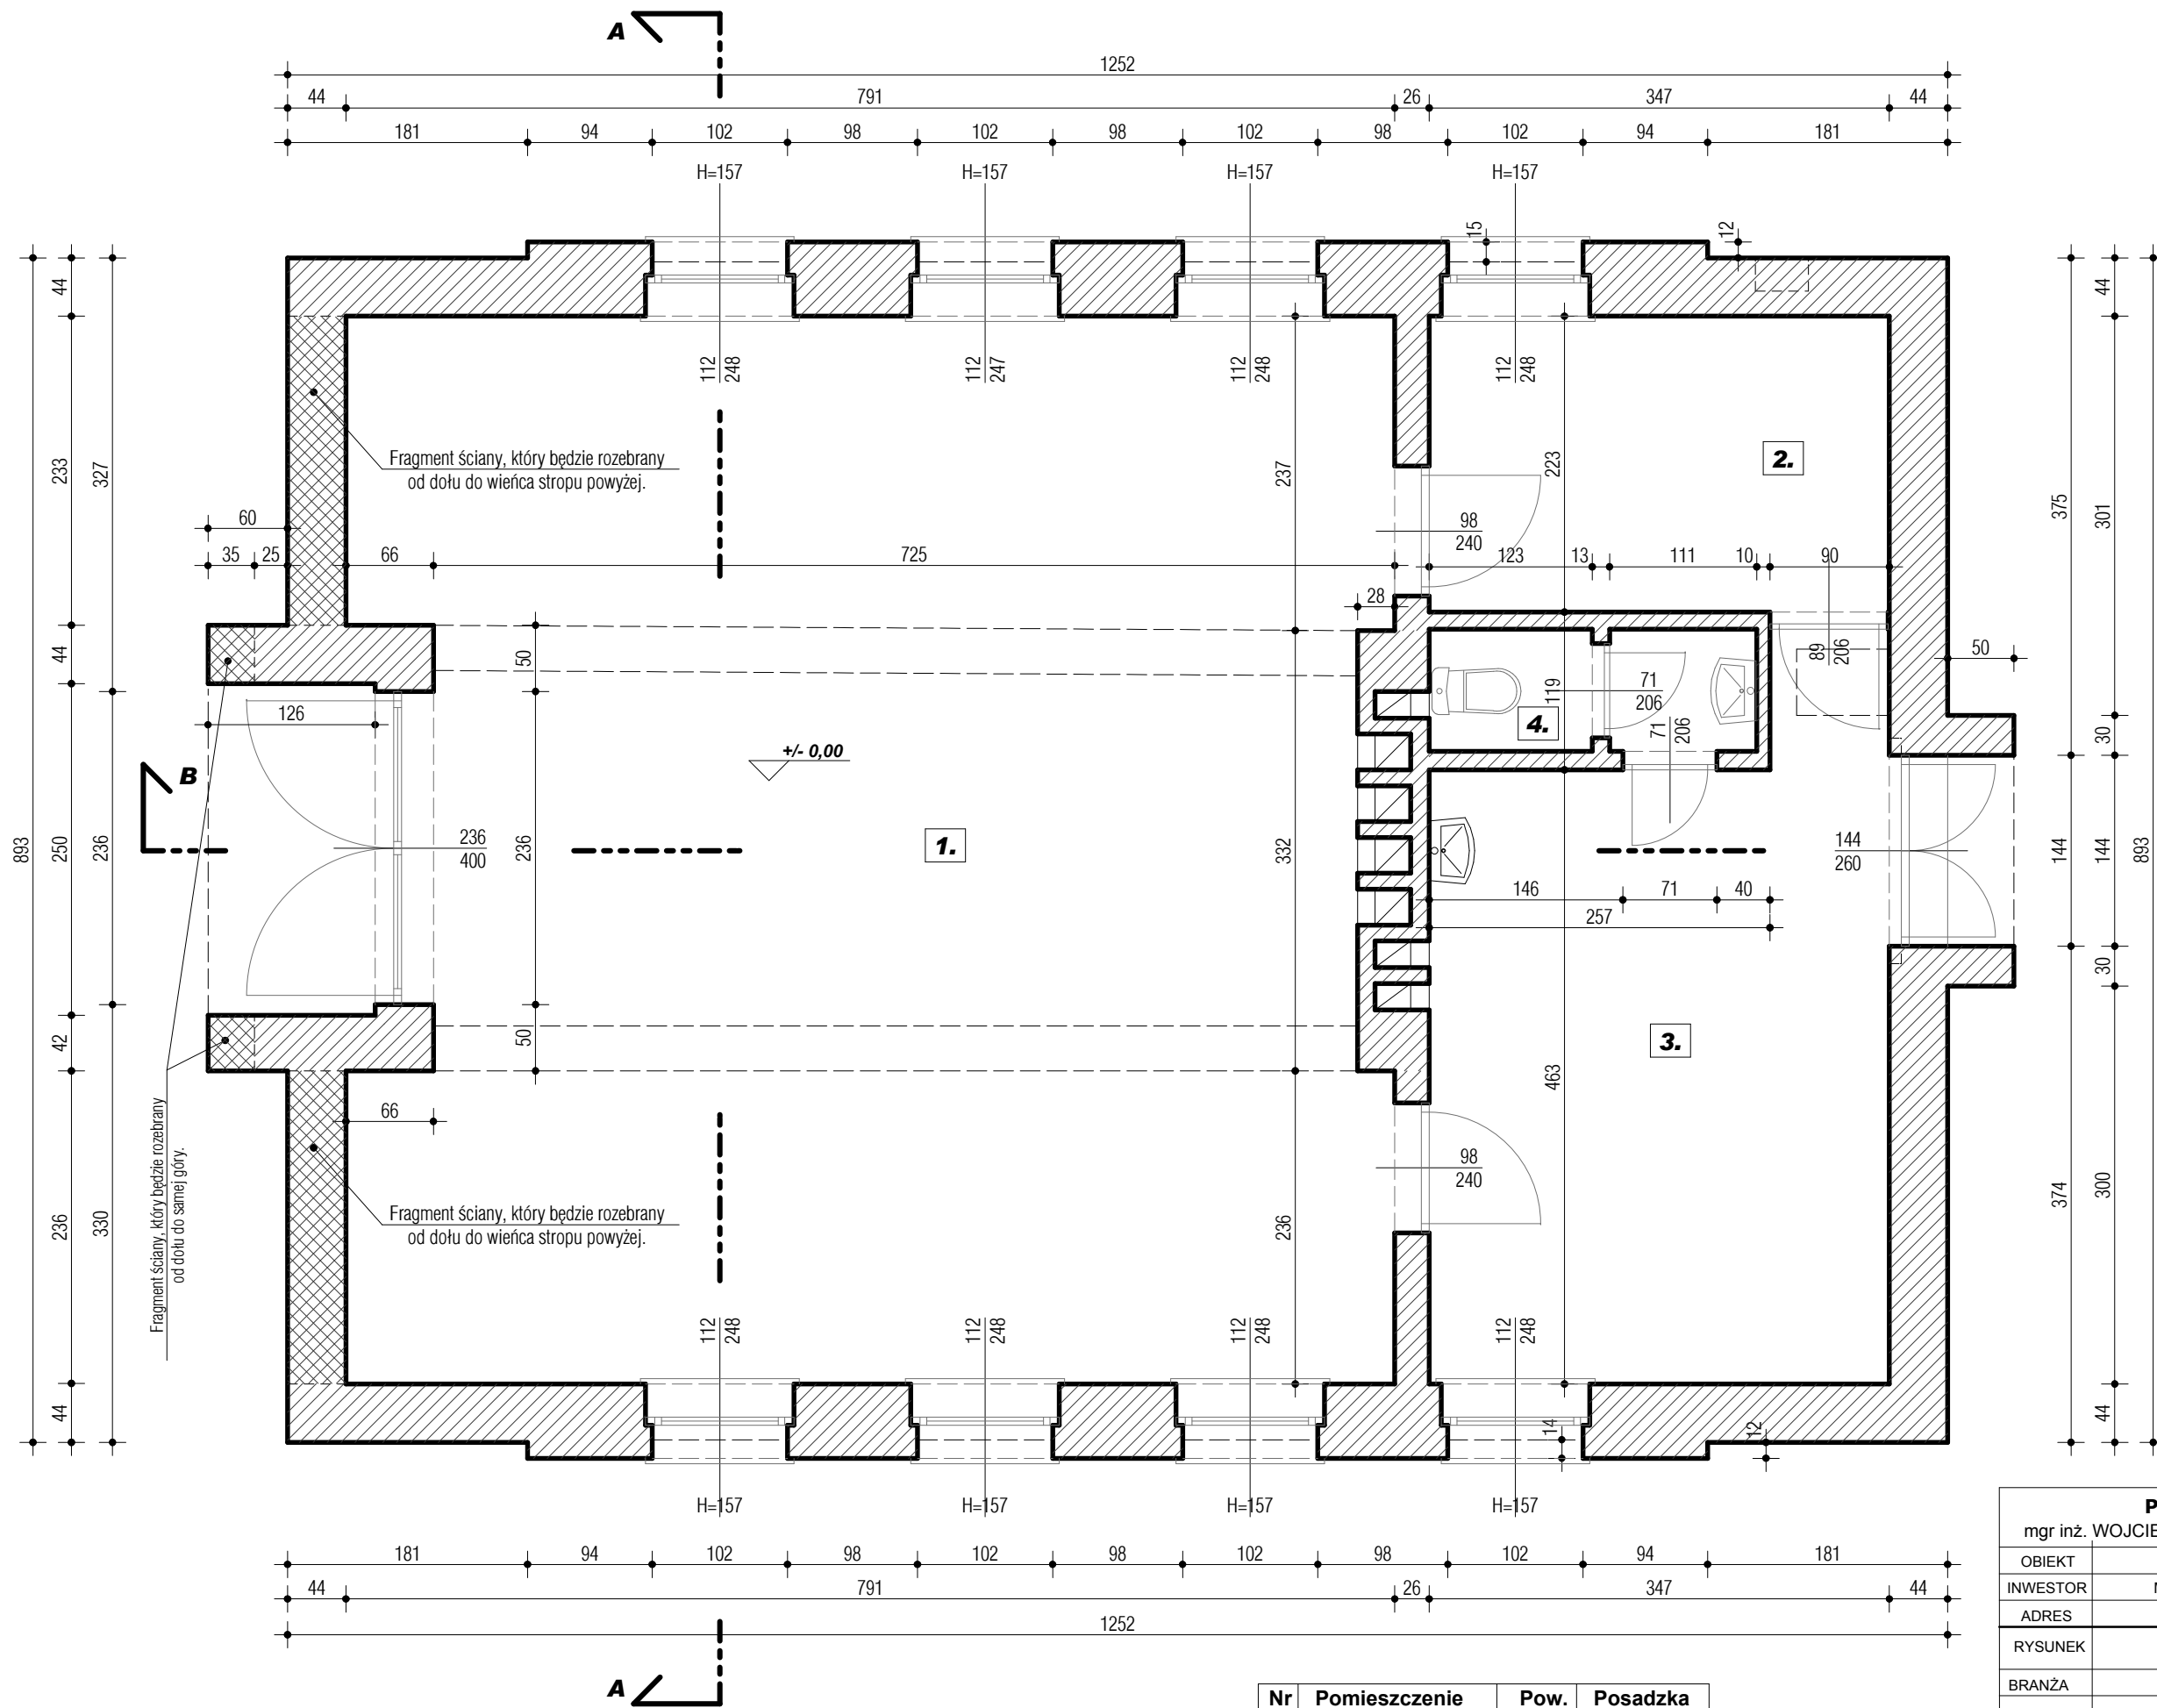 A
1252
44 791 26 347 44
181 94 102 98 102 98 102 98 102 94 181
H=157 H=157 H=157 H=157
15 12
112 248
112 247
112 248
112 248
893
44 233 44 250 42 236 44
327 236 330
Fragment ściany, który będzie rozebrany
od dołu do wieńca stropu powyżej.
60
35 25 66 725
237 332 236
223 463
2.
98
240
123 13 111 10 90
28
89 206
50
50 236 50
126
B
+/- 0,00
1.
236
400
119
71
206
4.
71 206
144
260
146 71 40
257
3.
375 144 374
44 301 30 144 30 300 44
893
66
Fragment ściany, który będzie rozebrany
od dołu do samej góry.
Fragment ściany, który będzie rozebrany
od dołu do wieńca stropu powyżej.
98
240
112 248
112 248
112 248
112 248
14 12
H=157 H=157 H=157 H=157
181 94 102 98 102 98 102 98 102 94 181
44 791 26 347 44
1252
A
Nr Pomieszczenie Pow. Posadzka
mgr inż.
OBIEKT
INWESTOR
ADRES
RYSUNEK
BRANŻA